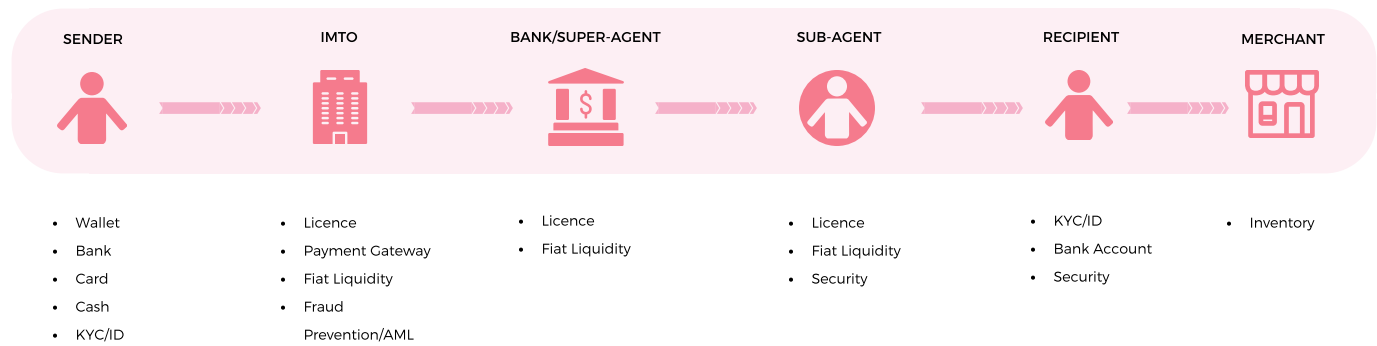 SENDER
IMTO
BANK/SUPER-AGENT
SUB-AGENT
RECIPIENT
MERCHANT
$
• Wallet
• Bank
• Card
• Cash
• KYC/ID
• Licence
• Payment Gateway
• Fiat Liquidity
• Fraud
Prevention/AML
• Licence
• Fiat Liquidity
• Licence
• Fiat Liquidity
• Security
• KYC/ID
• Bank Account
• Security
• Inventory